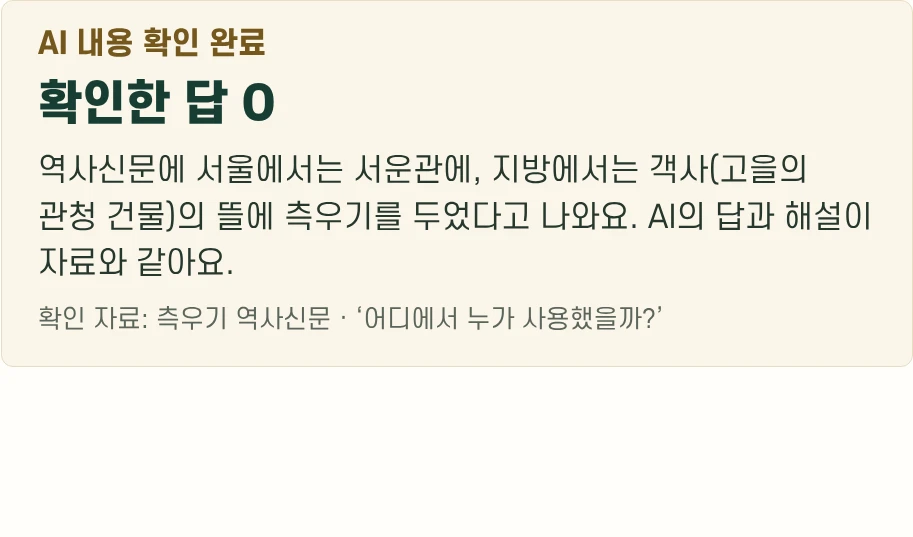 AI 내용 확인 완료
확인한 답 O
역사신문에 서울에서는 서운관에, 지방에서는 객사(고을의
관청 건물)의 뜰에 측우기를 두었다고 나와요. AI의 답과 해설이
자료와 같아요.
확인 자료: 측우기 역사신문 · ‘어디에서 누가 사용했을까?’